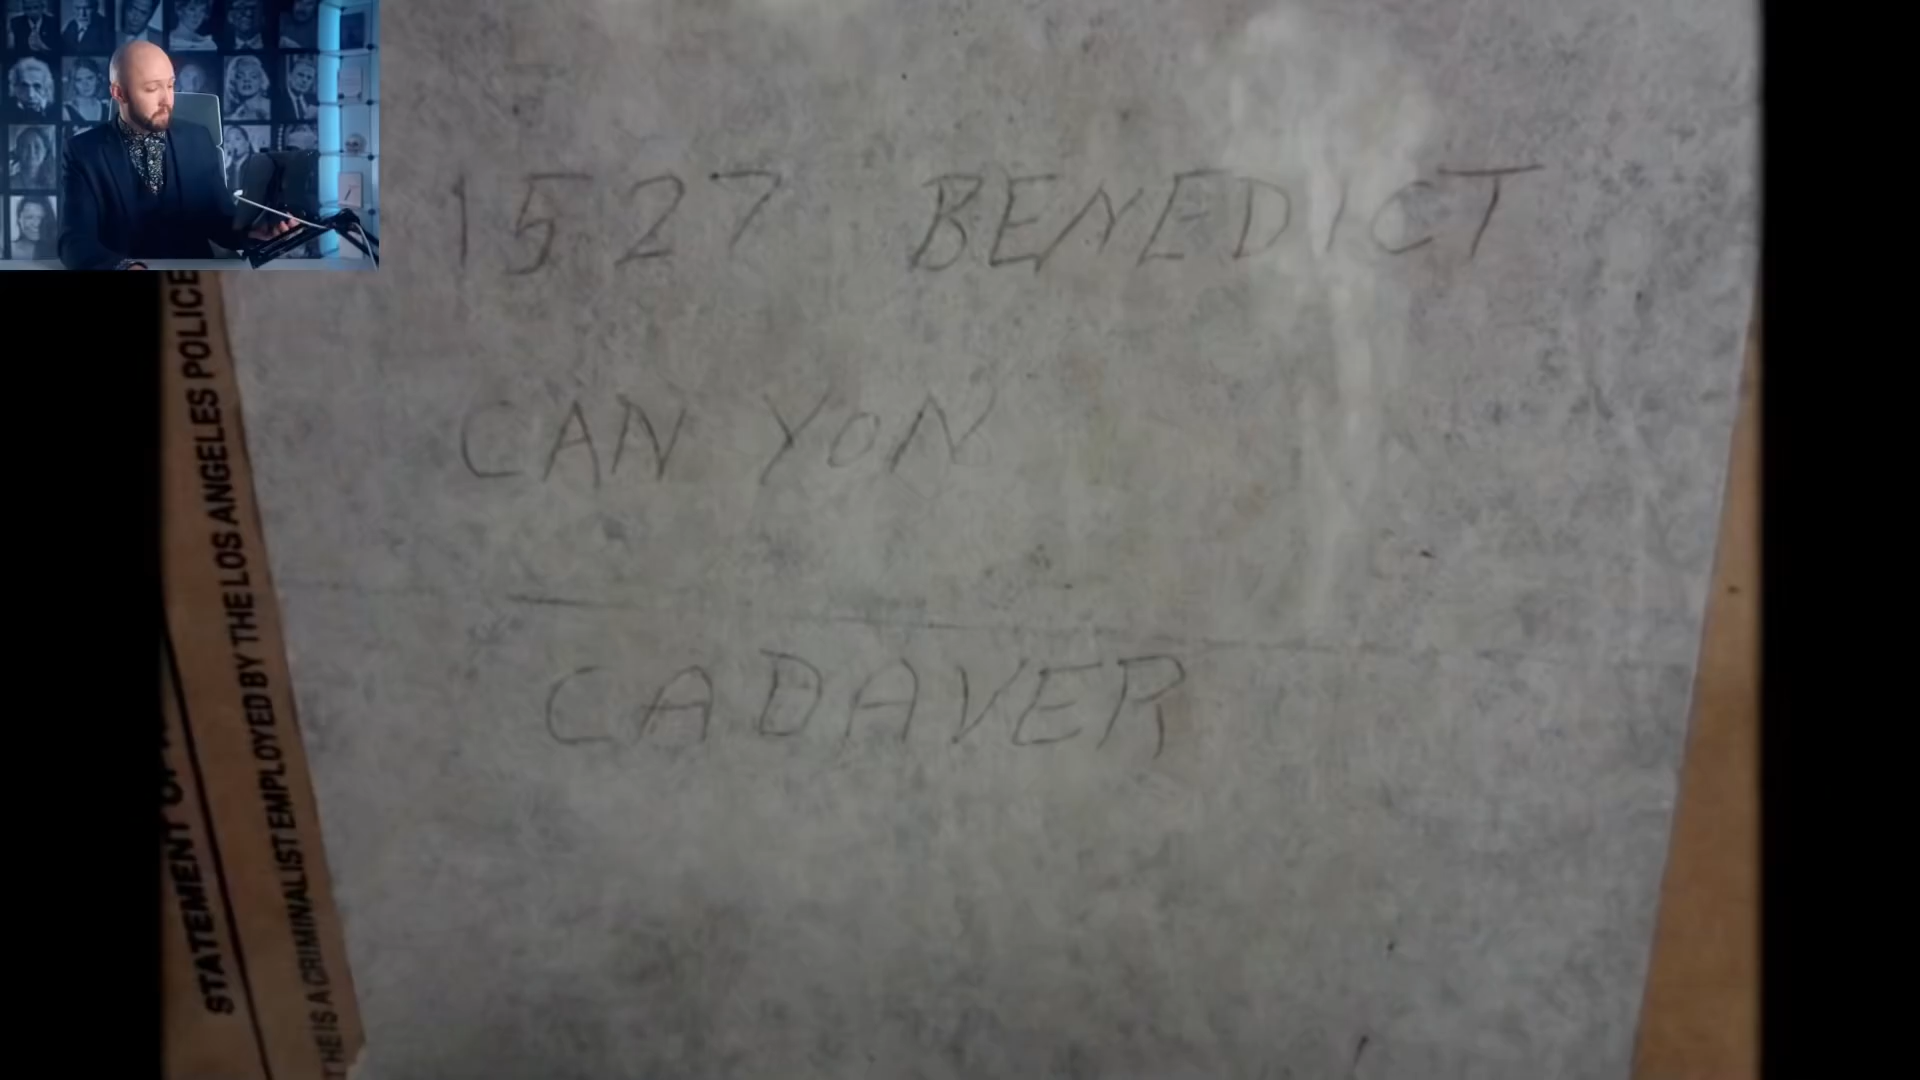 1527 BENEDICT
CAN YON
CADAVER
STATEMENT OF
THE IS A CRIMINALIST EMPLOYED BY THE LOS ANGELES POLICE